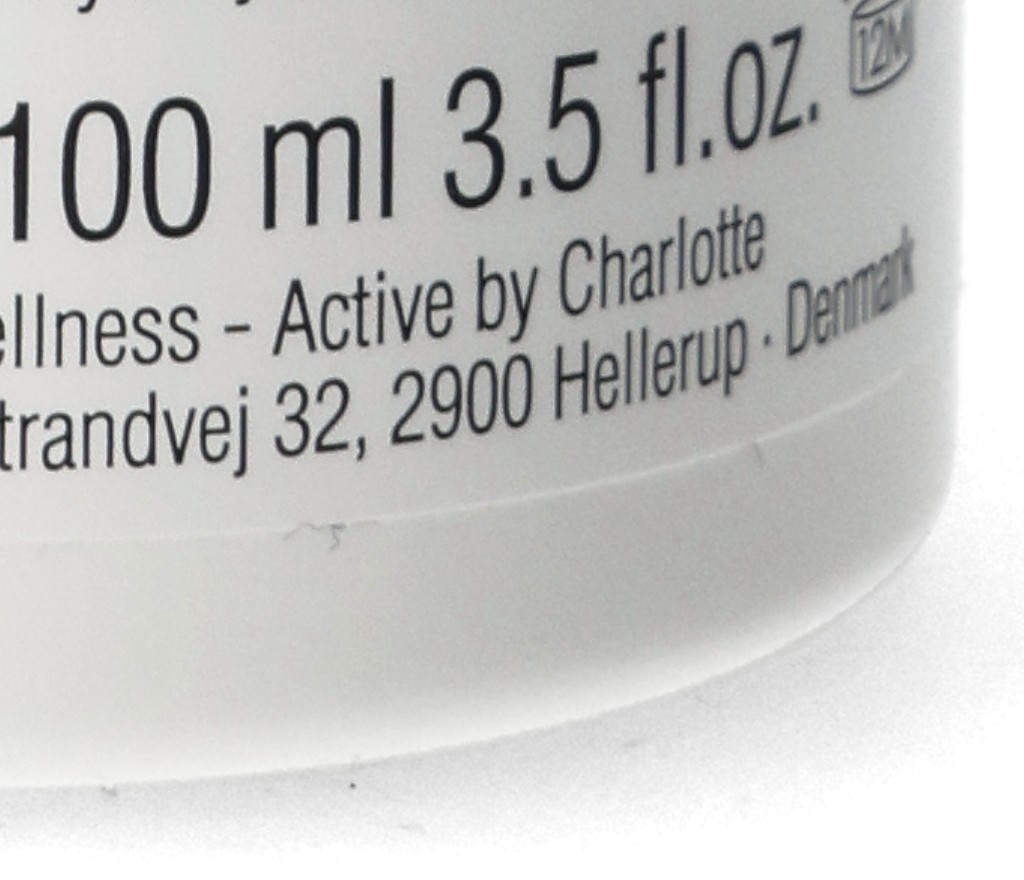 100 ml 3.5 fl.oz. 12M
ellness - Active by Charlotte
trandvej 32, 2900 Hellerup · Denmark